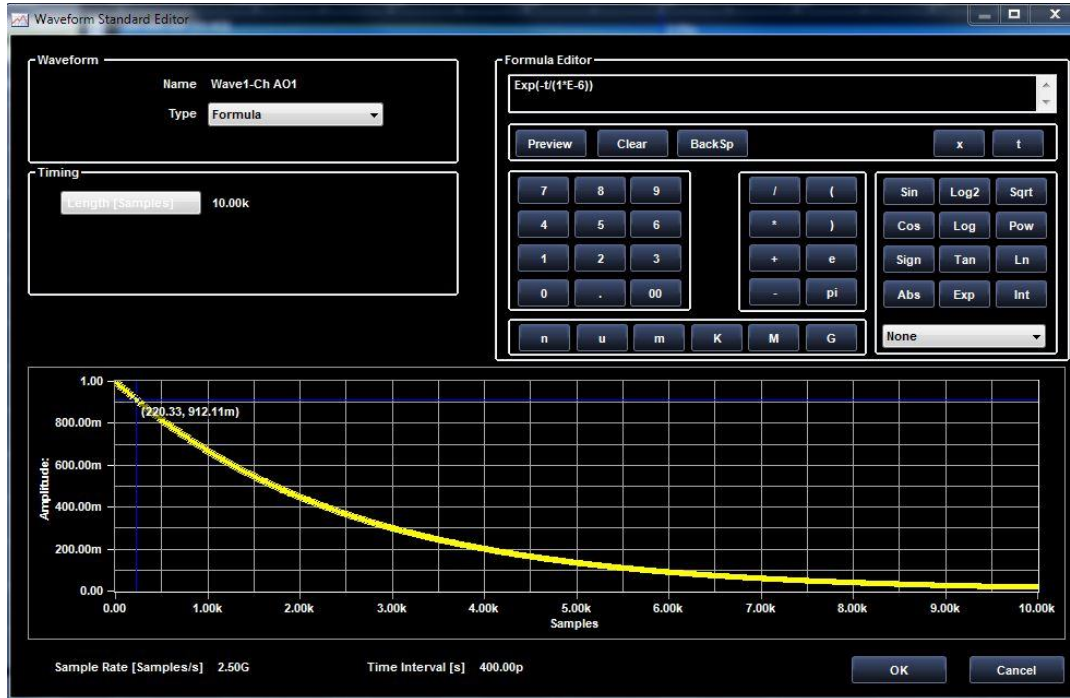 Waveform Standard Editor
Waveform
Name Wave1-Ch AO1
Type Formula
Timing
Length [Samples] 10.00k
Formula Editor
Exp(-t/(1*E-6))
Preview Clear BackSp x t
7 8 9 / ( Sin Log2 Sqrt
4 5 6 * ) Cos Log Pow
1 2 3 + e Sign Tan Ln
0 . 00 - pi Abs Exp Int
n u m K M G None
Amplitude:
1.00
(220.33, 912.11m)
800.00m
600.00m
400.00m
200.00m
0.00
0.00 1.00k 2.00k 3.00k 4.00k 5.00k 6.00k 7.00k 8.00k 9.00k 10.00k
Samples
Sample Rate [Samples/s] 2.50G Time Interval [s] 400.00p OK Cancel